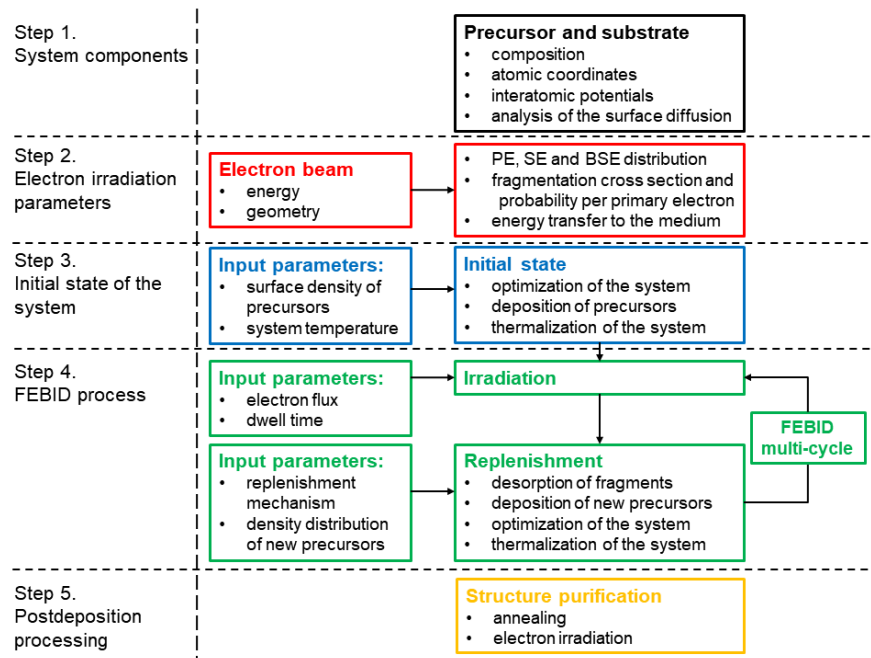 Step 1.
System components
Precursor and substrate
• composition
• atomic coordinates
• interatomic potentials
• analysis of the surface diffusion
Step 2.
Electron irradiation
parameters
Electron beam
• energy
• geometry
• PE, SE and BSE distribution
• fragmentation cross section and
probability per primary electron
• energy transfer to the medium
Step 3.
Initial state of the
system
Input parameters:
• surface density of
precursors
• system temperature
Initial state
• optimization of the system
• deposition of precursors
• thermalization of the system
Step 4.
FEBID process
Input parameters:
• electron flux
• dwell time
Irradiation
FEBID
multi-cycle
Input parameters:
• replenishment
mechanism
• density distribution
of new precursors
Replenishment
• desorption of fragments
• deposition of new precursors
• optimization of the system
• thermalization of the system
Step 5.
Postdeposition
processing
Structure purification
• annealing
• electron irradiation